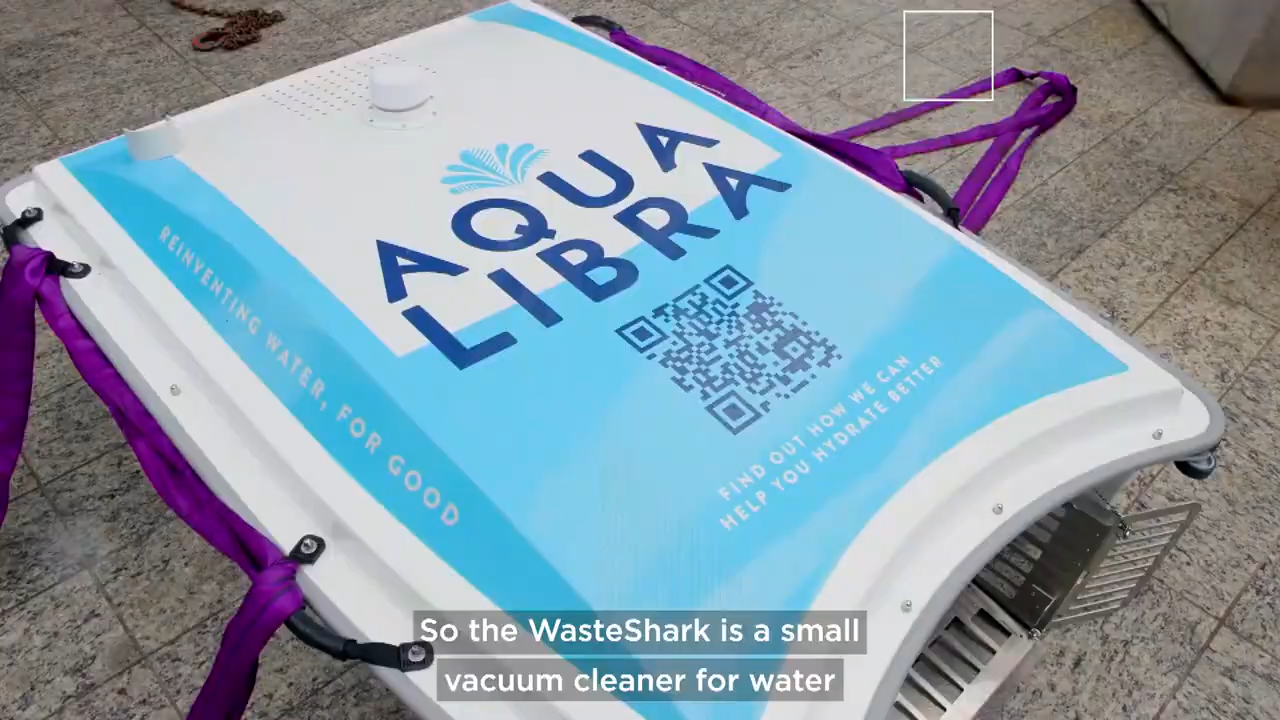 AQUA
LIBRA
REINVENTING WATER, FOR GOOD
FIND OUT HOW WE CAN
HELP YOU HYDRATE BETTER
So the WasteShark is a small
vacuum cleaner for water